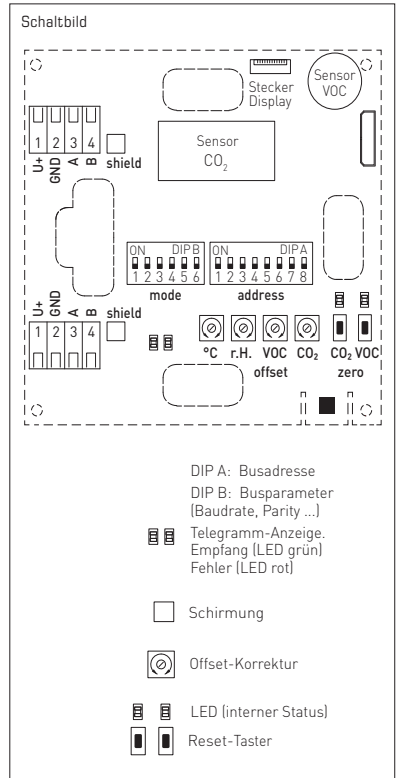 Schaltbild
Stecker
Display
Sensor
VOC
Sensor
CO₂
1 2 3 4
U+ GND A B shield
ON DIP B
1 2 3 4 5 6
mode
ON DIP A
1 2 3 4 5 6 7 8
address
U+ GND A B shield
1 2 3 4
°C r.H. VOC CO₂
offset
CO₂ VOC
zero
DIP A: Busadresse
DIP B: Busparameter
(Baudrate, Parity ...)
Telegramm-Anzeige.
Empfang (LED grün)
Fehler (LED rot)
Schirmung
Offset-Korrektur
LED (interner Status)
Reset-Taster